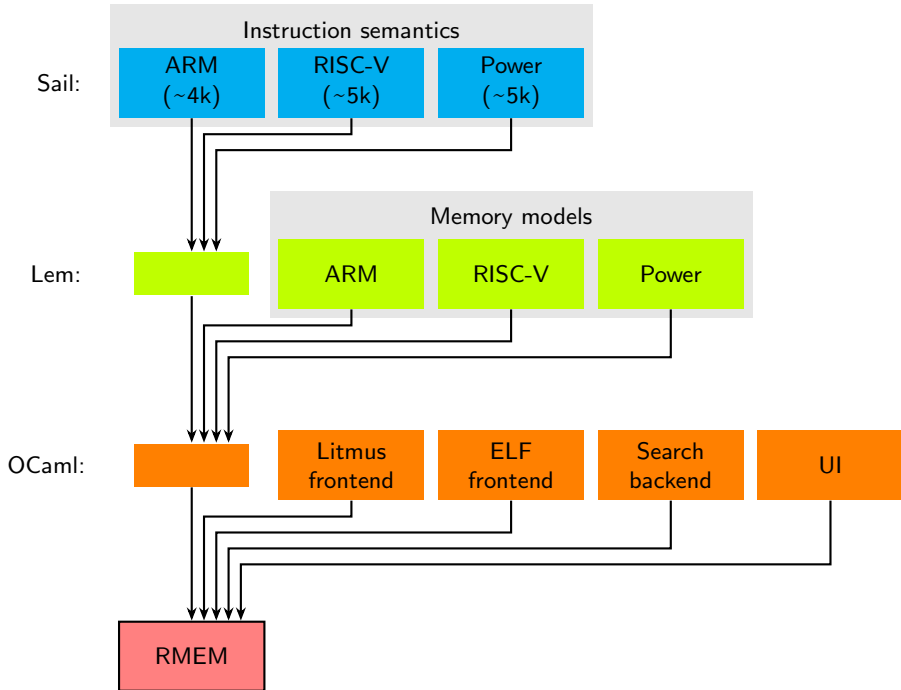 Instruction semantics
Sail:
ARM
(~4k)
RISC-V
(~5k)
Power
(~5k)
Memory models
Lem:
ARM
RISC-V
Power
OCaml:
Litmus
frontend
ELF
frontend
Search
backend
UI
RMEM